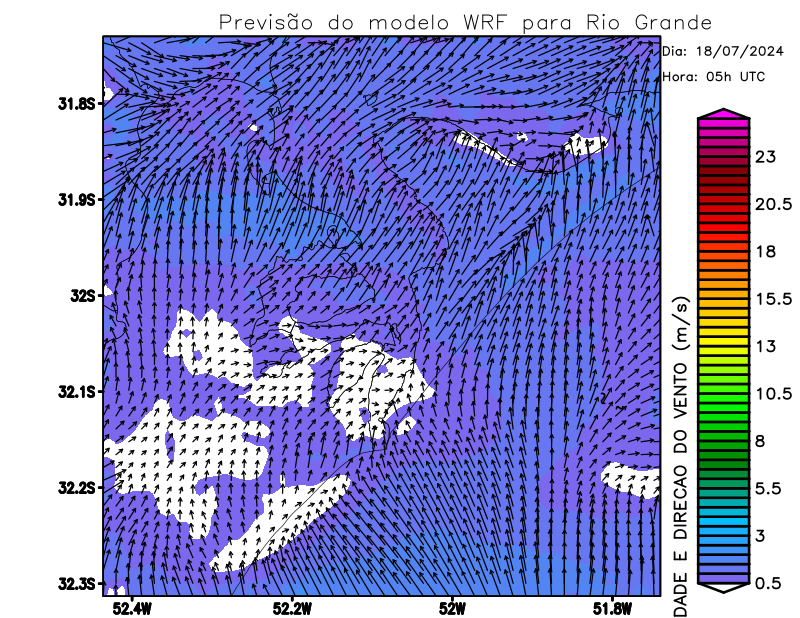 Previsão do modelo WRF para Rio Grande
Dia: 18/07/2024
Hora: 05h UTC
31.8S
31.9S
32S
32.1S
32.2S
32.3S
52.4W
52.2W
52W
51.8W
23
20.5
18
15.5
13
10.5
8
5.5
3
0.5
DADE E DIRECAO DO VENTO (m/s)